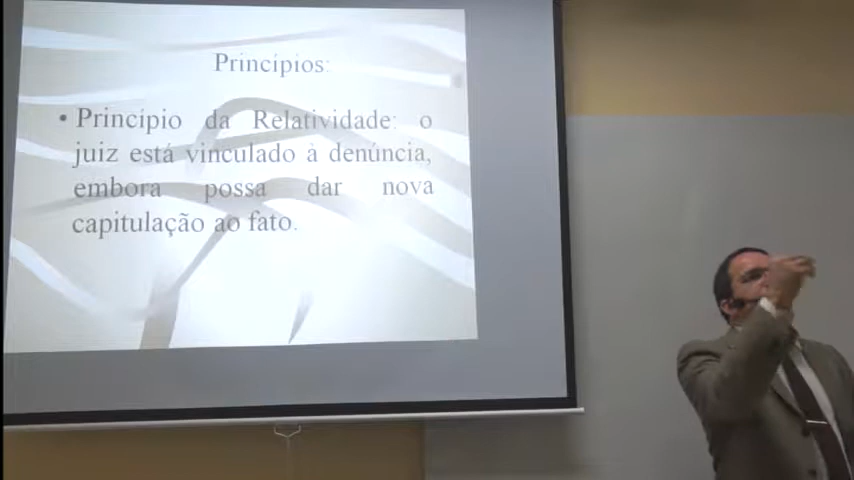 Princípios:
• Princípio da Relatividade: o
juiz está vinculado à denúncia,
embora possa dar nova
capitulação ao fato.